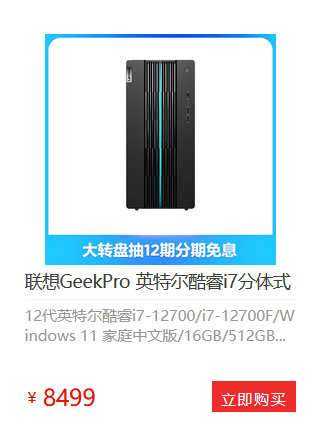 大转盘抽12期分期免息
联想GeekPro 英特尔酷睿i7分体式
12代英特尔酷睿i7-12700/i7-12700F/W
indows 11 家庭中文版/16GB/512GB...
¥ 8499
立即购买